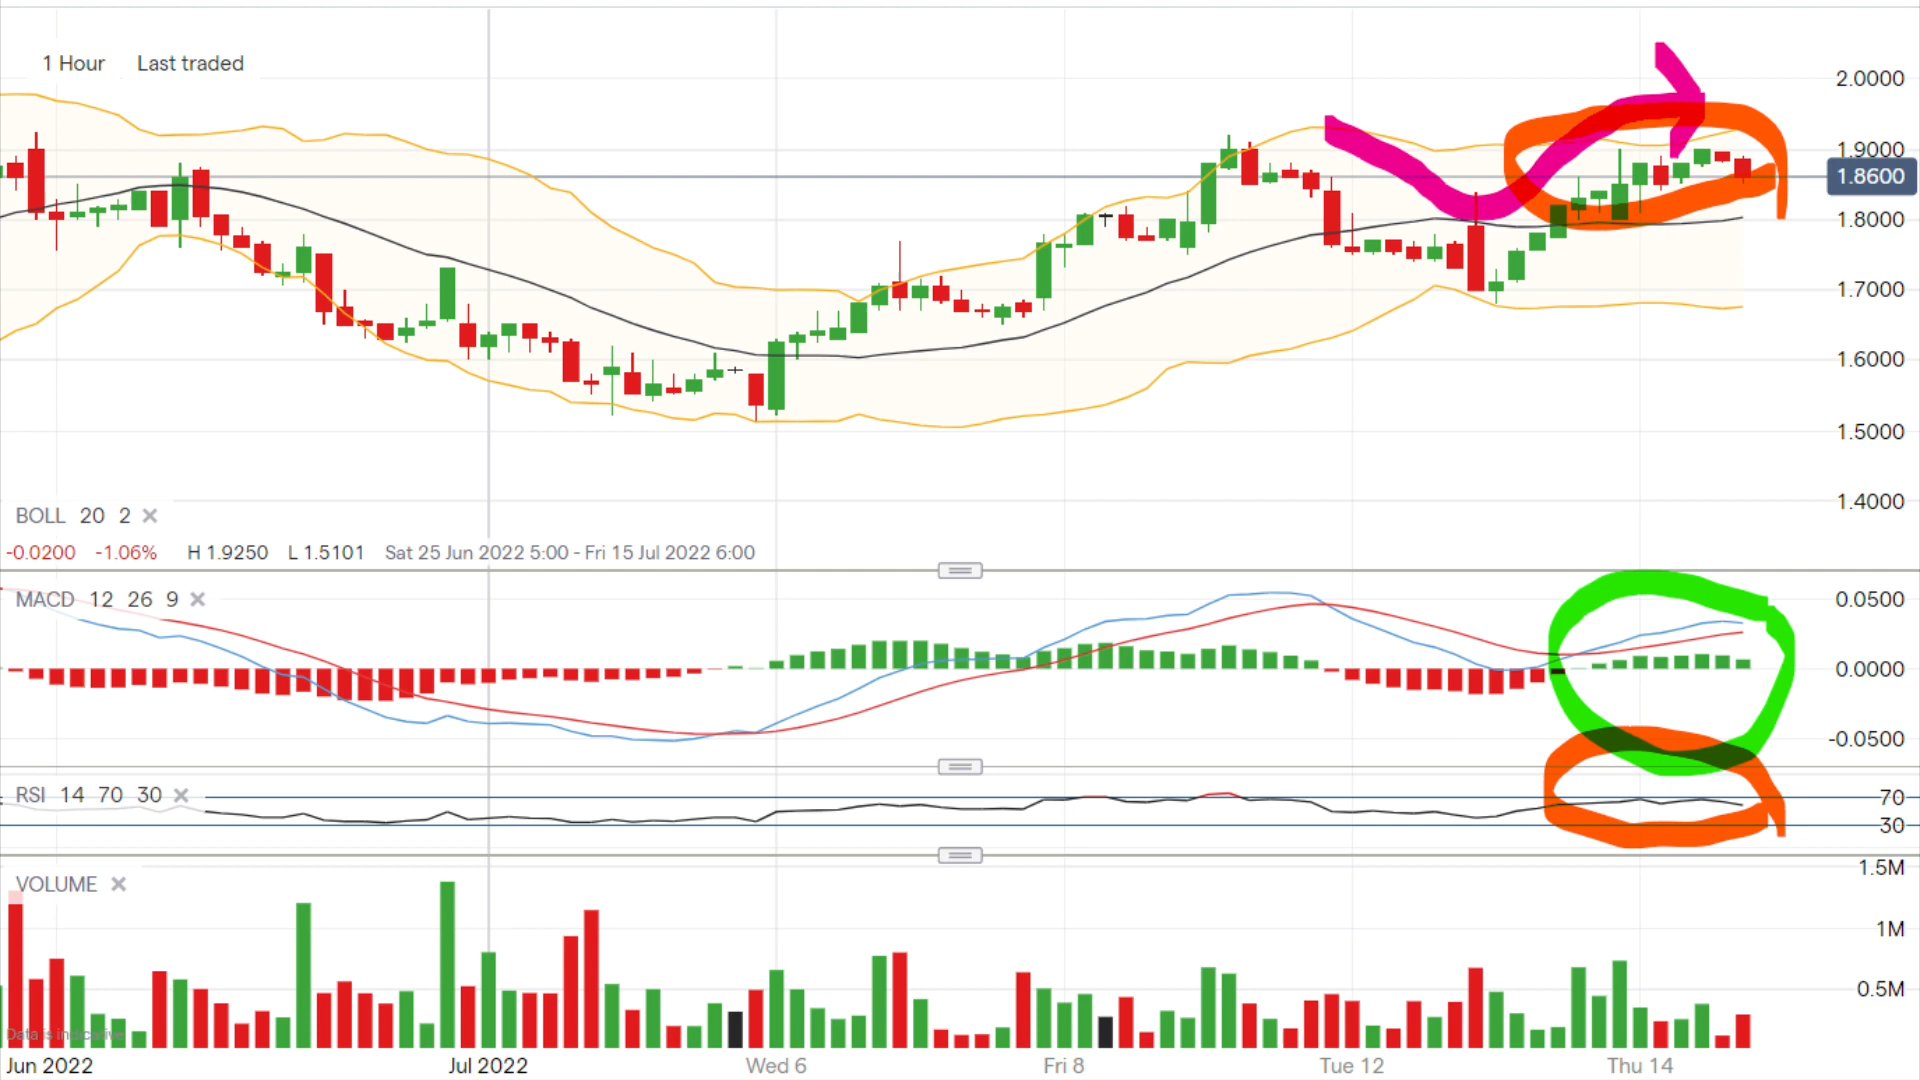 1 Hour Last traded
2.0000
1.9000
1.8600
1.8000
1.7000
1.6000
1.5000
1.4000
BOLL 20 2
-0.0200 -1.06% H 1.9250 L 1.5101 Sat 25 Jun 2022 5:00 - Fri 15 Jul 2022 6:00
MACD 12 26 9
0.0500
0.0000
-0.0500
RSI 14 70 30
70
30
VOLUME
1.5M
1M
0.5M
Data is indicative
Jun 2022 Jul 2022 Wed 6 Fri 8 Tue 12 Thu 14